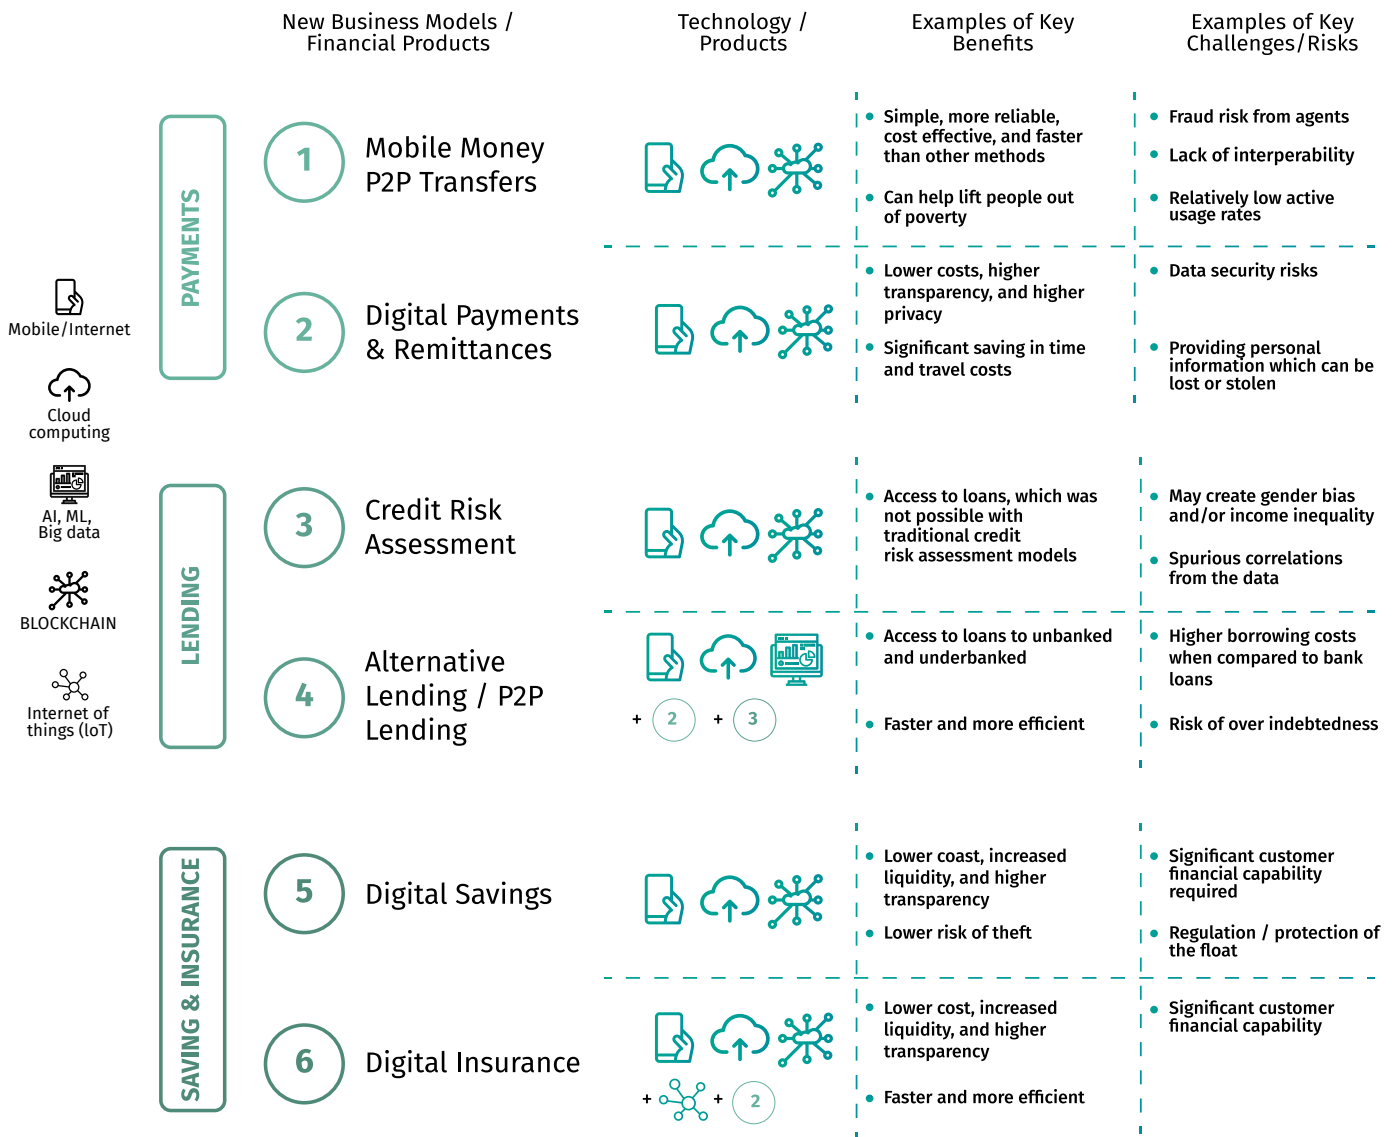 New Business Models /
Financial Products
Technology /
Products
Examples of Key
Benefits
Examples of Key
Challenges/Risks
Mobile/Internet
Cloud
computing
AI, ML,
Big data
BLOCKCHAIN
Internet of
things (IoT)
PAYMENTS
1
Mobile Money
P2P Transfers
Simple, more reliable,
cost effective, and faster
than other methods
Can help lift people out
of poverty
Fraud risk from agents
Lack of interperability
Relatively low active
usage rates
2
Digital Payments
& Remittances
Lower costs, higher
transparency, and higher
privacy
Significant saving in time
and travel costs
Data security risks
Providing personal
information which can be
lost or stolen
LENDING
3
Credit Risk
Assessment
Access to loans, which was
not possible with
traditional credit
risk assessment models
May create gender bias
and/or income inequality
Spurious correlations
from the data
4
Alternative
Lending / P2P
Lending
+ 2 + 3
Access to loans to unbanked
and underbanked
Faster and more efficient
Higher borrowing costs
when compared to bank
loans
Risk of over indebtedness
SAVING & INSURANCE
5
Digital Savings
Lower coast, increased
liquidity, and higher
transparency
Lower risk of theft
Significant customer
financial capability
required
Regulation / protection of
the float
6
Digital Insurance
+ + 2
Lower cost, increased
liquidity, and higher
transparency
Faster and more efficient
Significant customer
financial capability